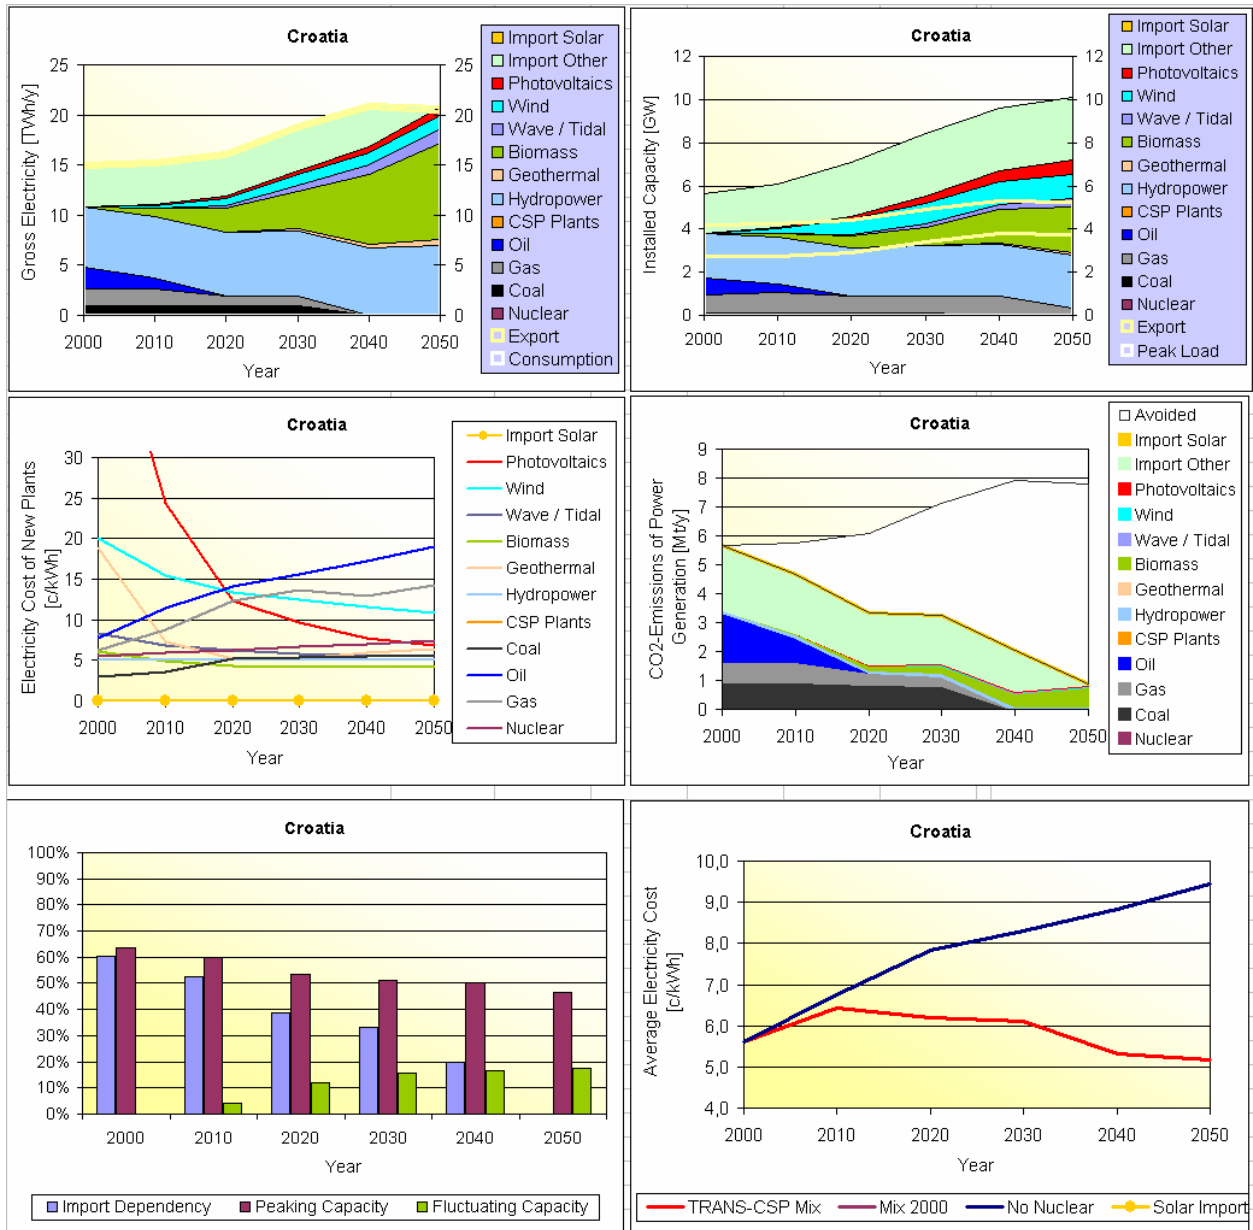 Croatia
Gross Electricity [TWh/y]
25
20
15
10
5
0
25
20
15
10
5
0
2000 2010 2020 2030 2040 2050
Year
Import Solar
Import Other
Photovoltaics
Wind
Wave / Tidal
Biomass
Geothermal
Hydropower
CSP Plants
Oil
Gas
Coal
Nuclear
Export
Consumption
Croatia
Installed Capacity [GW]
12
10
8
6
4
2
0
12
10
8
6
4
2
0
2000 2010 2020 2030 2040 2050
Year
Import Solar
Import Other
Photovoltaics
Wind
Wave / Tidal
Biomass
Geothermal
Hydropower
CSP Plants
Oil
Gas
Coal
Nuclear
Export
Peak Load
Croatia
Electricity Cost of New Plants
[c/kWh]
30
25
20
15
10
5
0
2000 2010 2020 2030 2040 2050
Year
Import Solar
Photovoltaics
Wind
Wave / Tidal
Biomass
Geothermal
Hydropower
CSP Plants
Coal
Oil
Gas
Nuclear
Croatia
CO2-Emissions of Power
Generation [Mt/y]
9
8
7
6
5
4
3
2
1
0
2000 2010 2020 2030 2040 2050
Year
Avoided
Import Solar
Import Other
Photovoltaics
Wind
Wave / Tidal
Biomass
Geothermal
Hydropower
CSP Plants
Oil
Gas
Coal
Nuclear
Croatia
100%
90%
80%
70%
60%
50%
40%
30%
20%
10%
0%
2000 2010 2020 2030 2040 2050
Year
Import Dependency Peaking Capacity Fluctuating Capacity
Croatia
Average Electricity Cost
[c/kWh]
10,0
9,0
8,0
7,0
6,0
5,0
4,0
2000 2010 2020 2030 2040 2050
Year
TRANS-CSP Mix Mix 2000 No Nuclear Solar Import